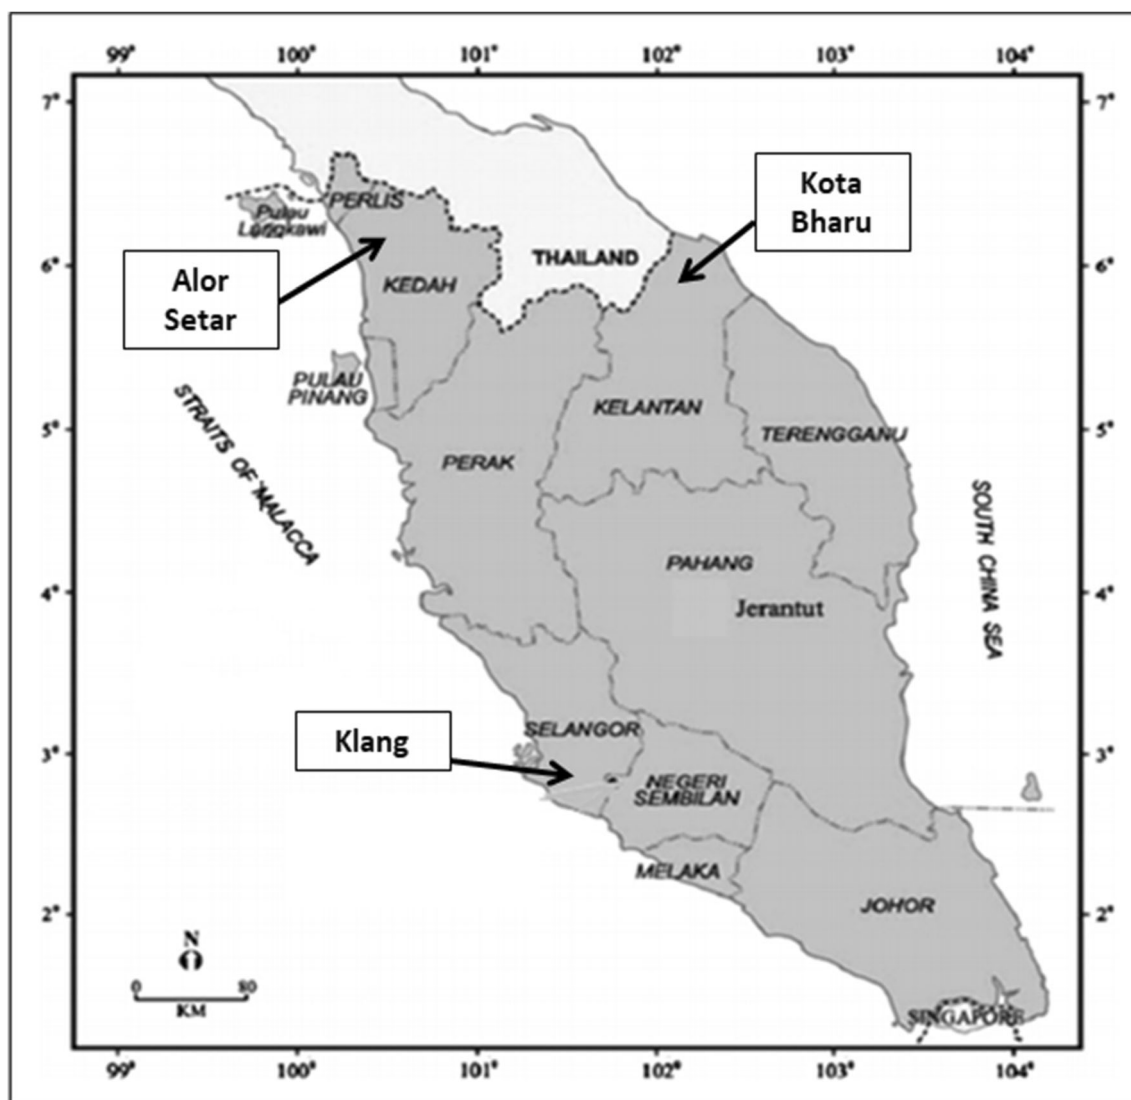 99° 100° 101° 102° 103° 104°
7° 7°
Kota
Bharu
PERLIS
Pulau
Langkawi
THAILAND
6° 6°
Alor
Setar
KEDAH
PULAU
PINANG
KELANTAN
5° 5°
TERENGGANU
PERAK
STRAITS OF MALACCA
SOUTH CHINA SEA
PAHANG
4° 4°
Jerantut
SELANGOR
Klang
3° 3°
NEGERI
SEMBILAN
MELAKA
JOHOR
2° 2°
N
0 80
KM
SINGAPORE
99° 100° 101° 102° 103° 104°